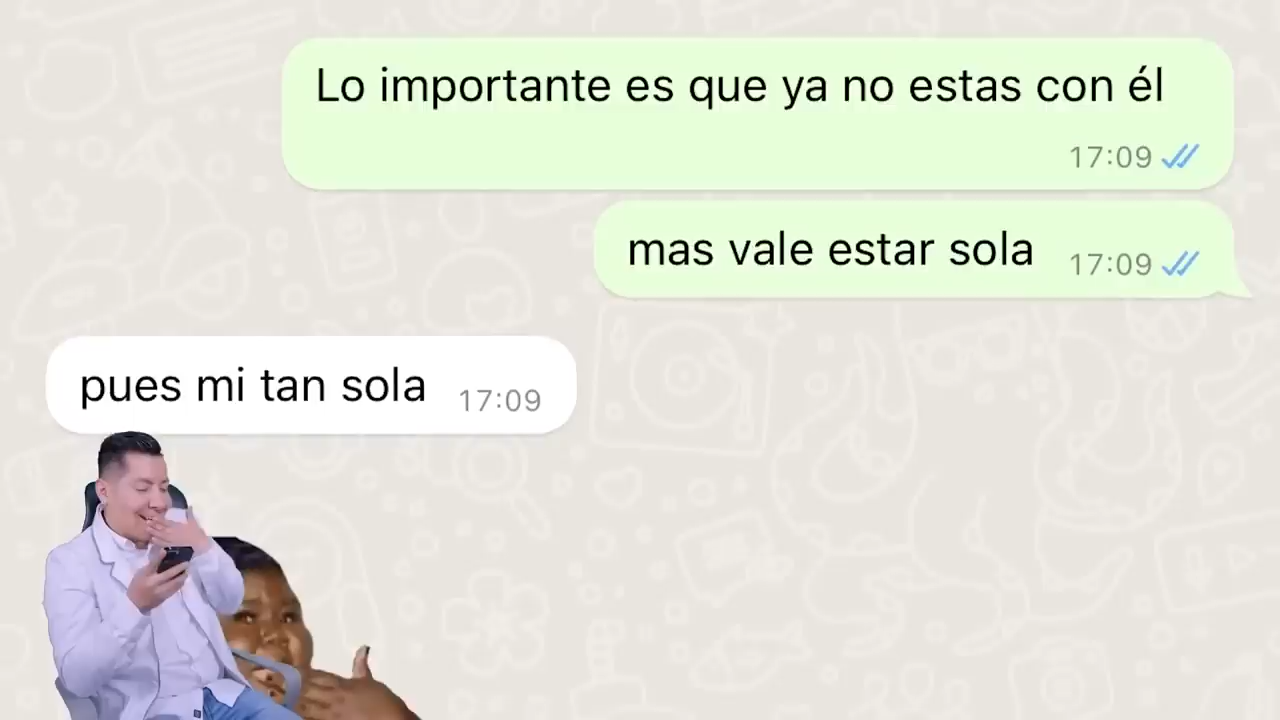 Lo importante es que ya no estas con él
17:09
mas vale estar sola 17:09
pues mi tan sola 17:09